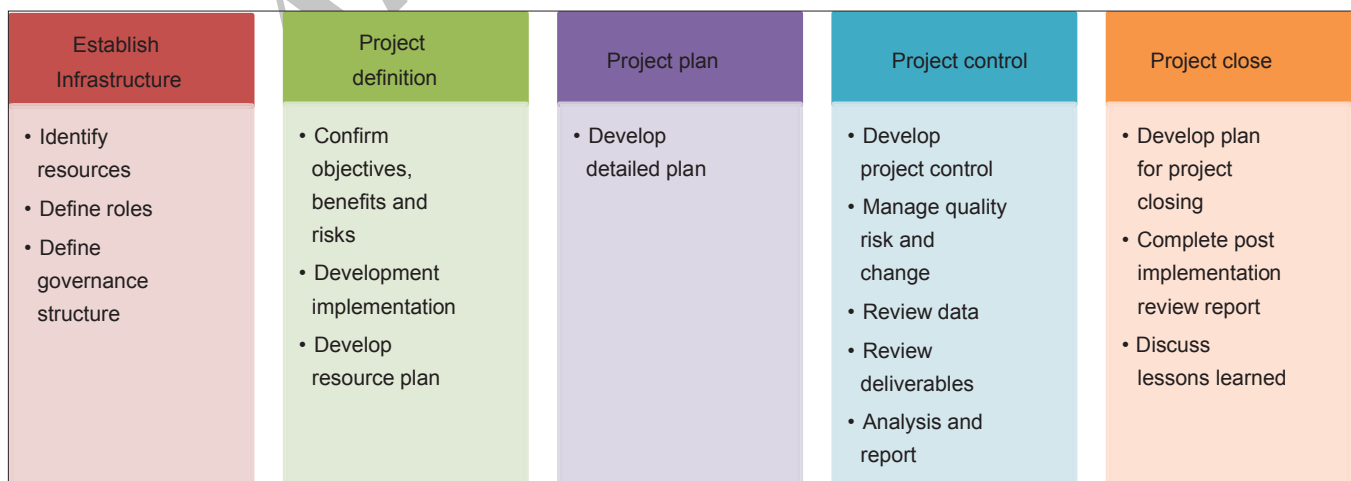 Establish
Infrastructure
• Identify
resources
• Define roles
• Define
governance
structure
Project
definition
• Confirm
objectives,
benefits and
risks
• Development
implementation
• Develop
resource plan
Project plan
• Develop
detailed plan
Project control
• Develop
project control
• Manage quality
risk and
change
• Review data
• Review
deliverables
• Analysis and
report
Project close
• Develop plan
for project
closing
• Complete post
implementation
review report
• Discuss
lessons learned